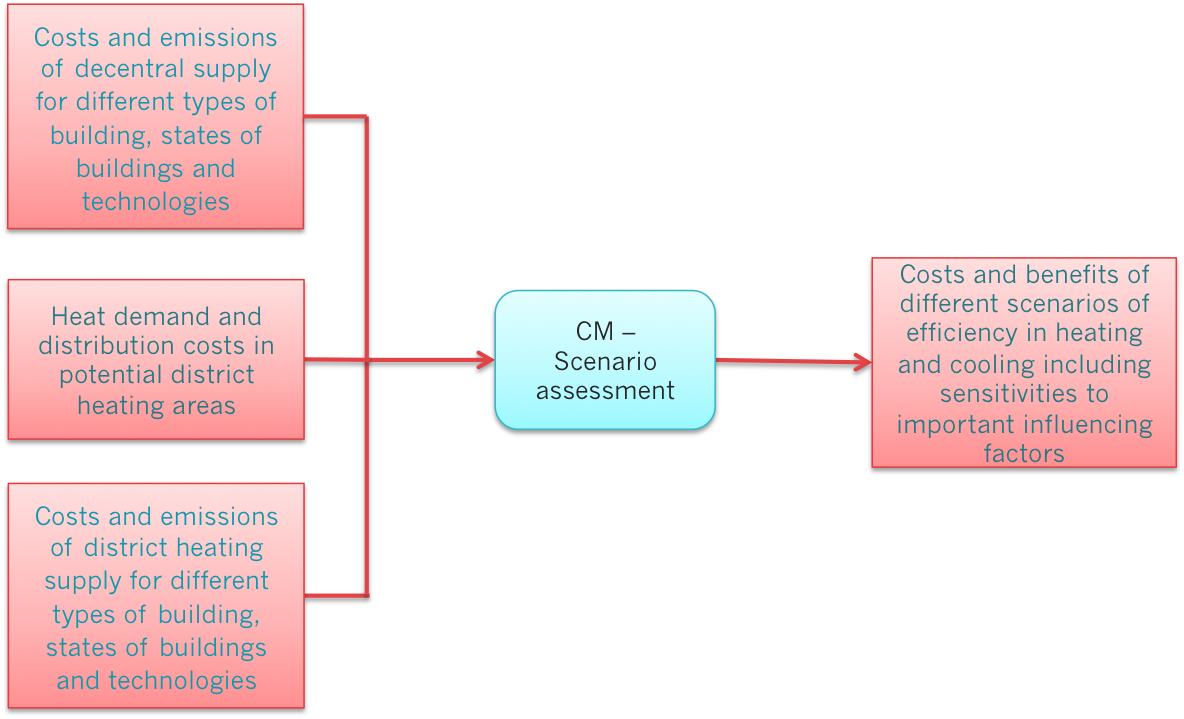 Costs and emissions
of decentral supply
for different types of
building, states of
buildings and
technologies
Heat demand and
distribution costs in
potential district
heating areas
Costs and emissions
of district heating
supply for different
types of building,
states of buildings
and technologies
CM –
Scenario
assessment
Costs and benefits of
different scenarios of
efficiency in heating
and cooling including
sensitivities to
important influencing
factors